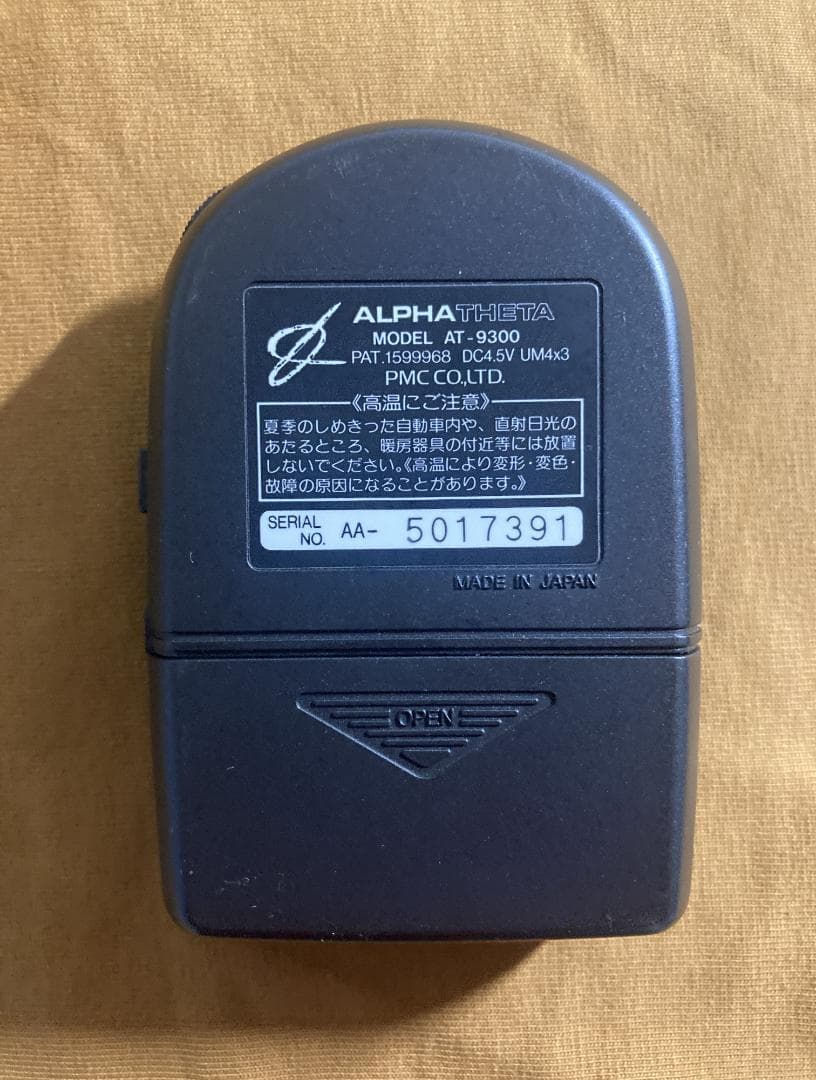 ALPHATHETA
MODEL AT-9300
PAT.1599968 DC4.5V UM4x3
PMC CO.,LTD.
《高温にご注意》
夏季のしめきった自動車内や、直射日光の
あたるところ、暖房器具の付近等には放置
しないでください。《高温により変形・変色・
故障の原因になることがあります。》
SERIAL NO. AA- 5017391
MADE IN JAPAN
OPEN